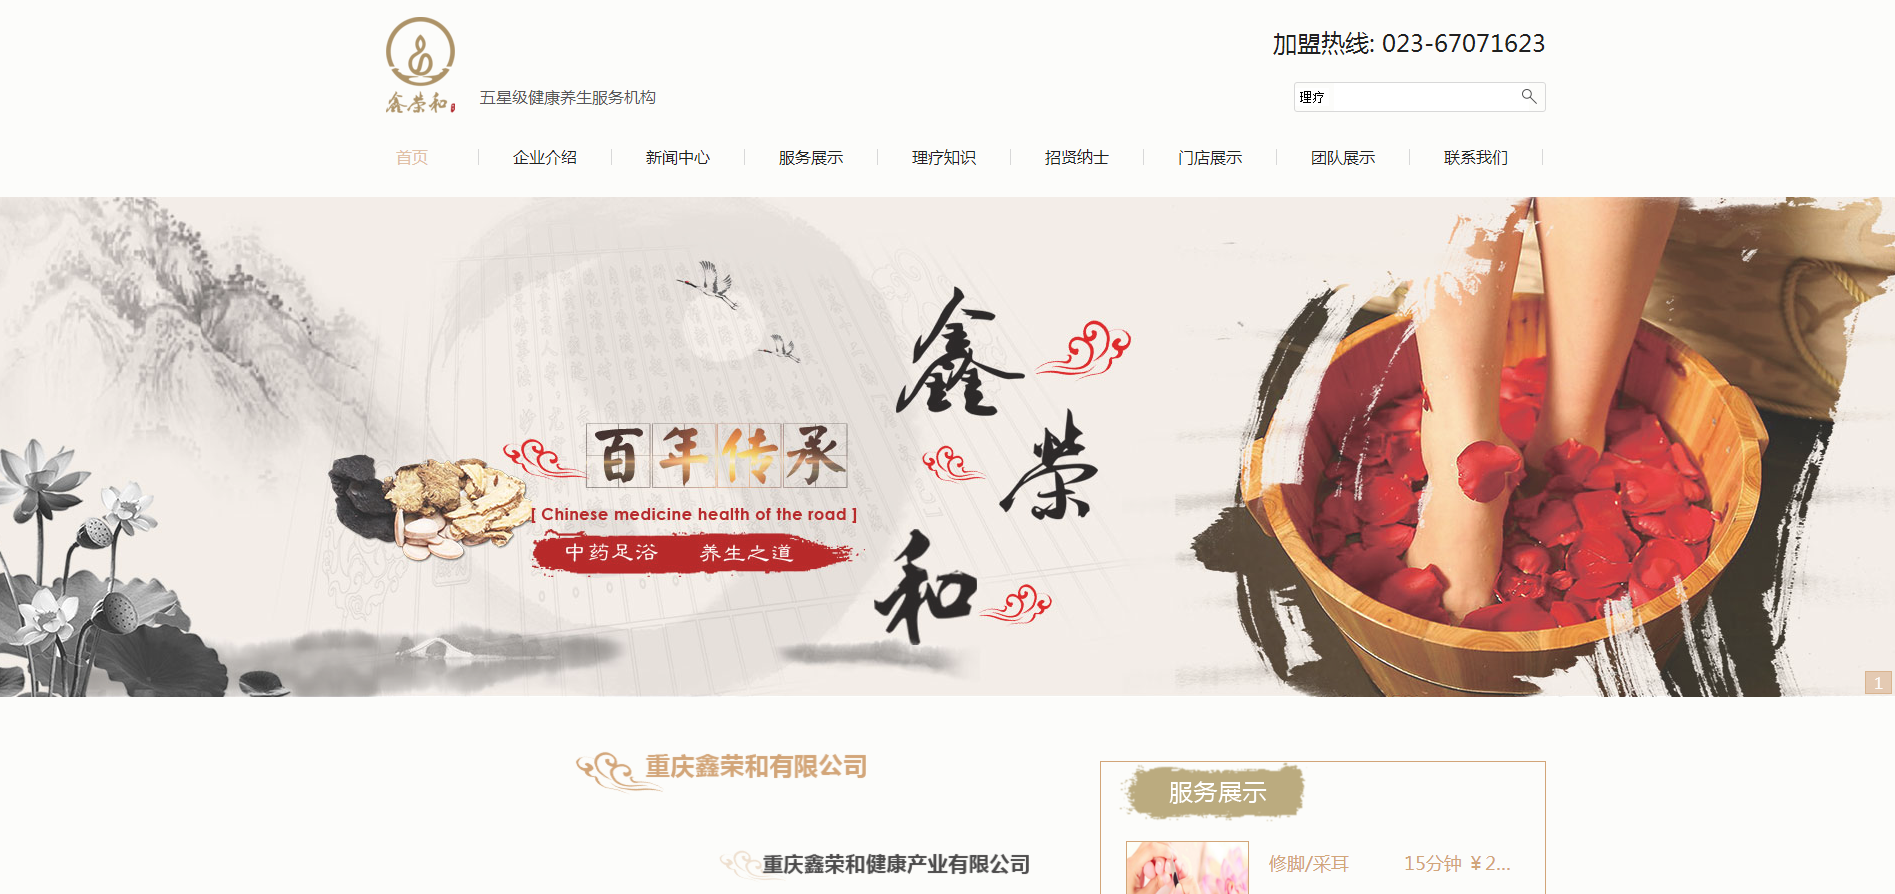 加盟热线: 023-67071623
鑫荣和
五星级健康养生服务机构
理疗
首页 企业介绍 新闻中心 服务展示 理疗知识 招贤纳士 门店展示 团队展示 联系我们
百年传承
[ Chinese medicine health of the road ]
中药足浴 养生之道
鑫
荣
和
1
重庆鑫荣和有限公司
服务展示
重庆鑫荣和健康产业有限公司
修脚/采耳 15分钟 ¥2...